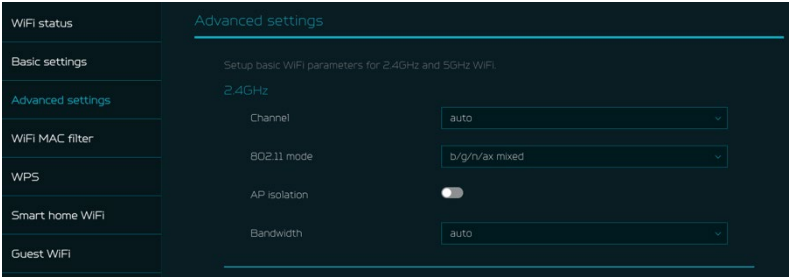 WiFi status
Basic settings
Advanced settings
WiFi MAC filter
WPS
Smart home WiFi
Guest WiFi
Advanced settings
Setup basic WiFi parameters for 2.4GHz and 5GHz WiFi.
2.4GHz
Channel auto
802.11 mode b/g/n/ax mixed
AP isolation
Bandwidth auto